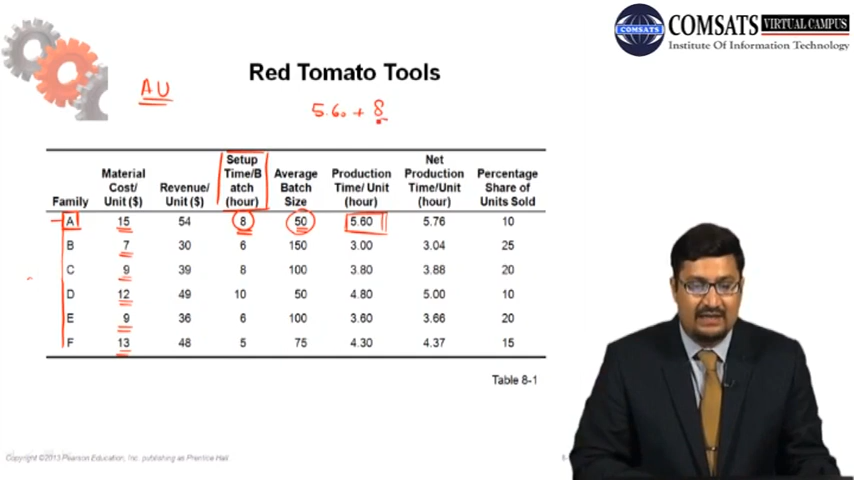 COMSATS VIRTUAL CAMPUS
COMSATS
Institute Of Information Technology
Red Tomato Tools
AU
5.60 + 8
Family Material Cost/ Unit ($) Revenue/ Unit ($) Setup Time/B atch (hour) Average Batch Size Production Time/ Unit (hour) Net Production Time/Unit (hour) Percentage Share of Units Sold
A 15 54 8 50 5.60 5.76 10
B 7 30 6 150 3.00 3.04 25
C 9 39 8 100 3.80 3.88 20
D 12 49 10 50 4.80 5.00 10
E 9 36 6 100 3.60 3.66 20
F 13 48 5 75 4.30 4.37 15
Table 8-1
Copyright ©2013 Pearson Education, Inc. publishing as Prentice Hall